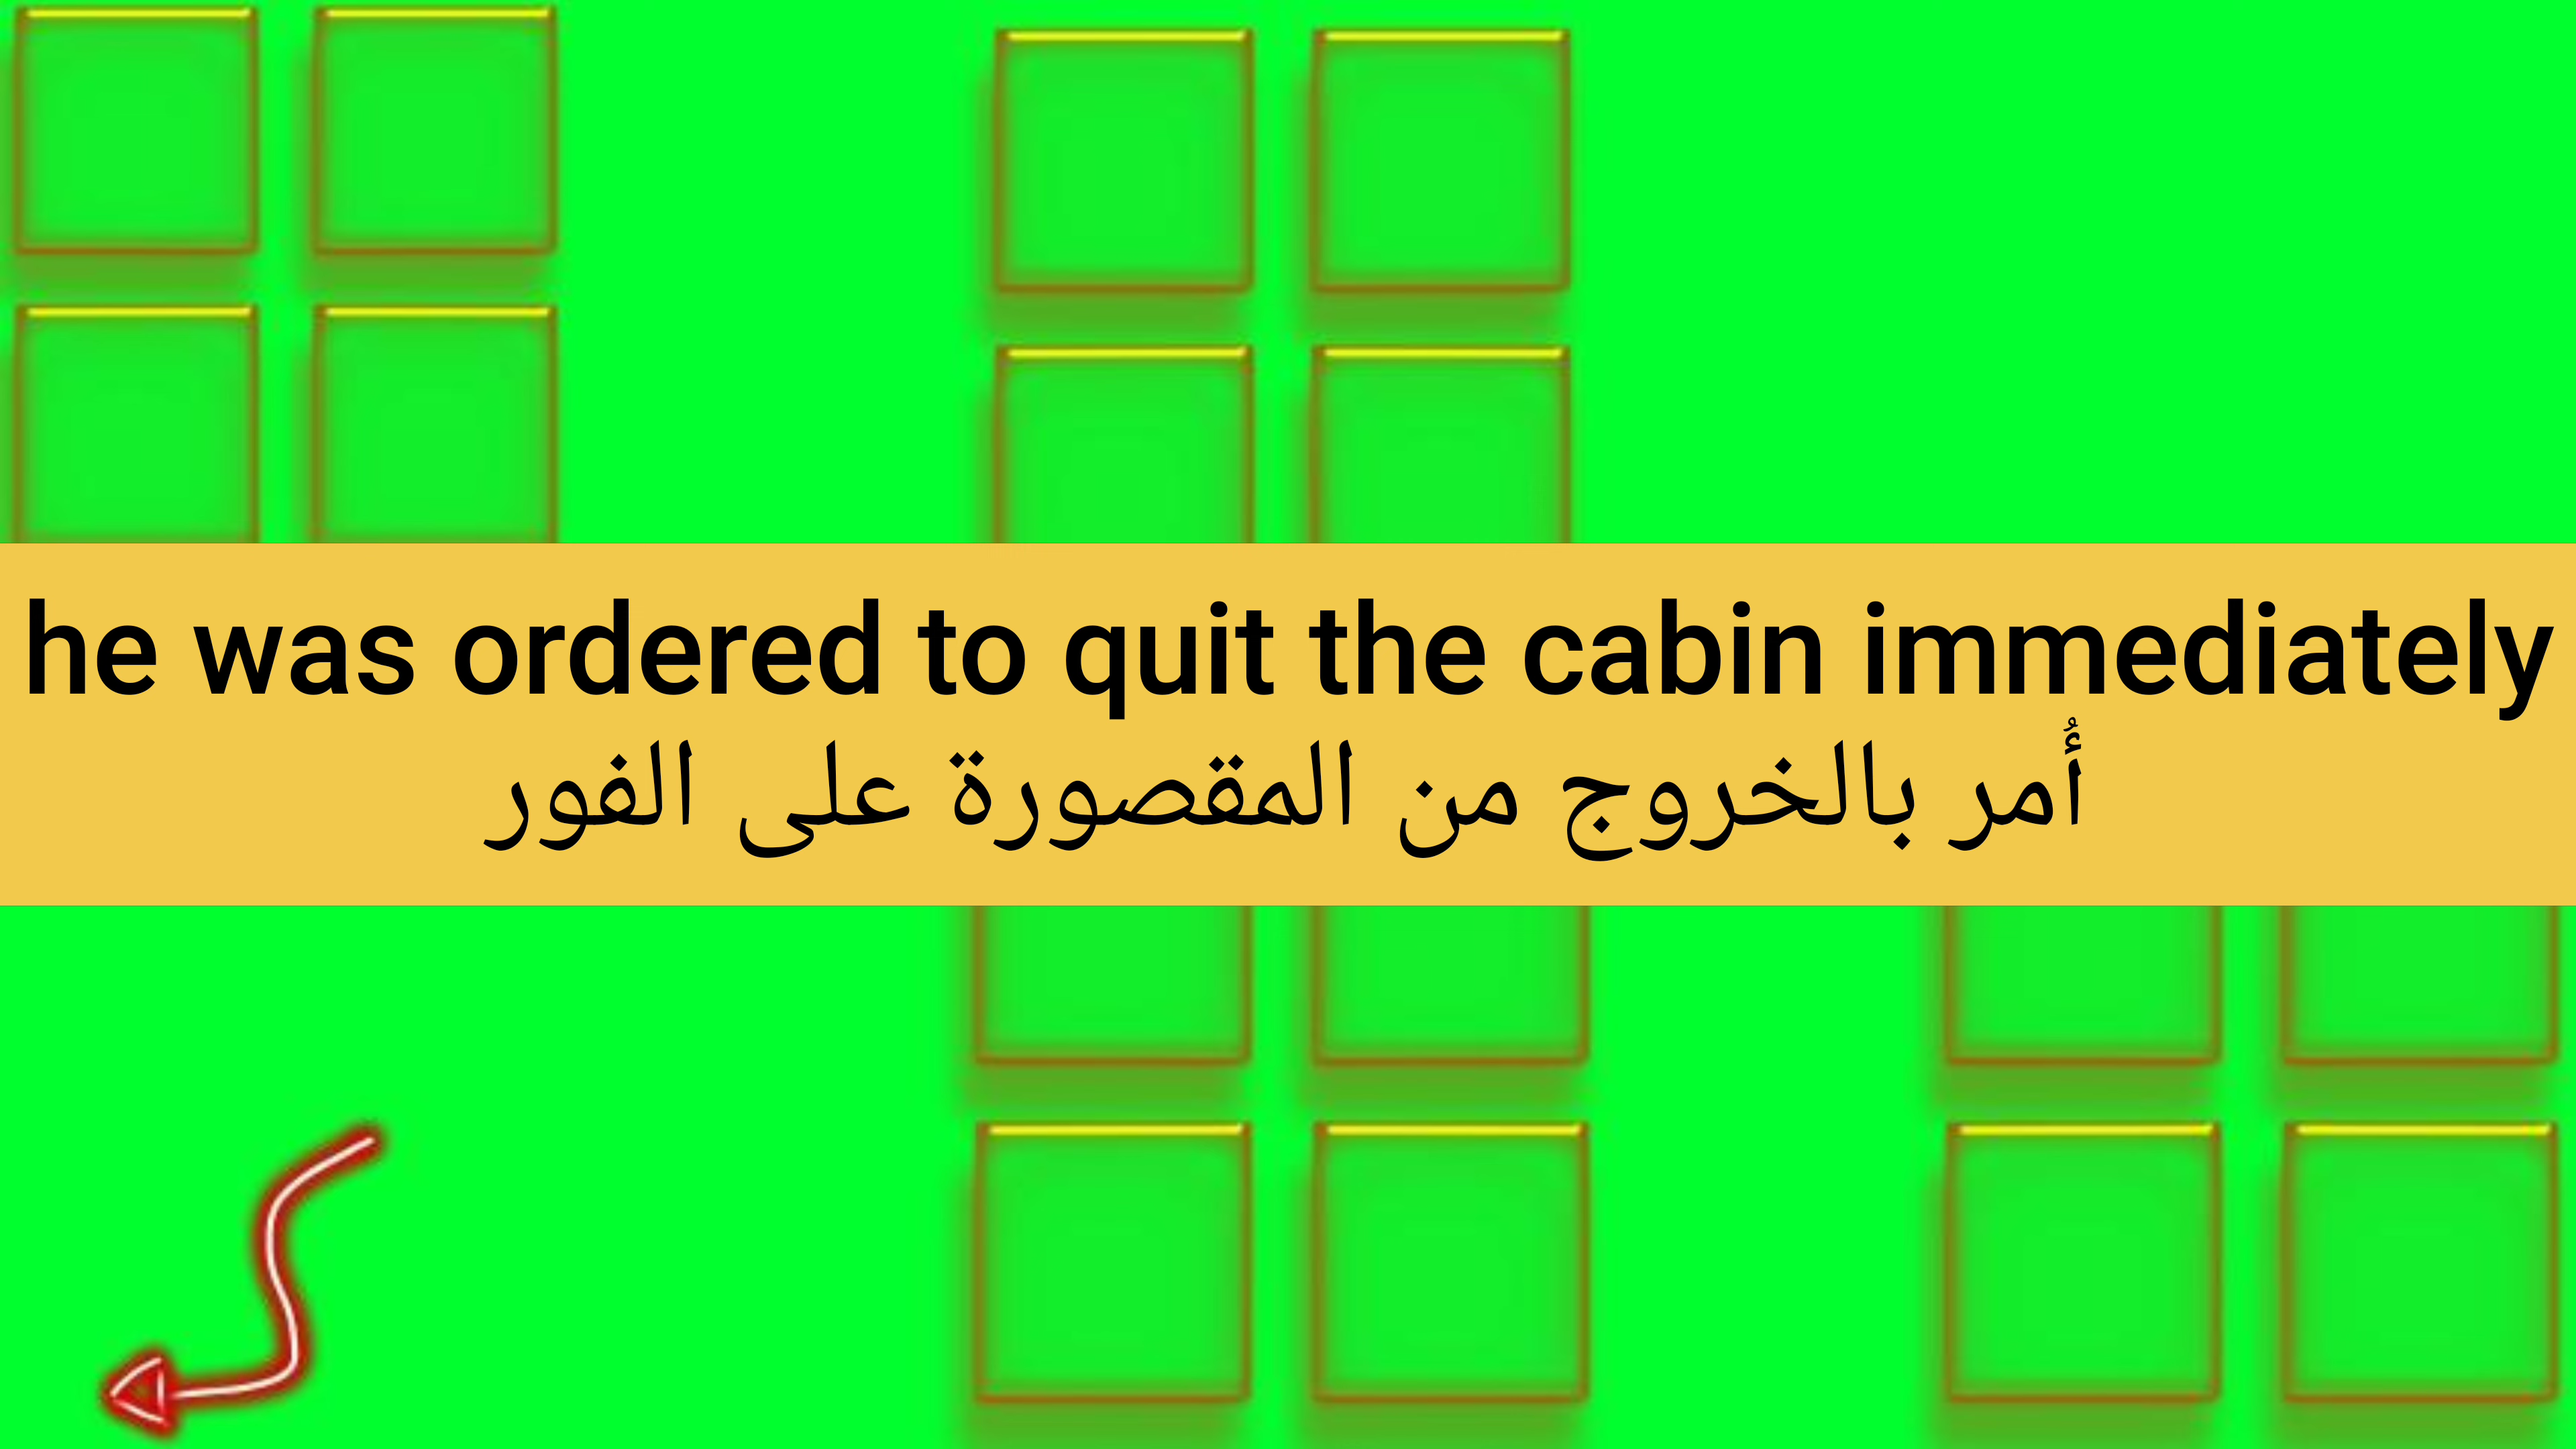 he was ordered to quit the cabin immediately
أُمر بالخروج من المقصورة على الفور